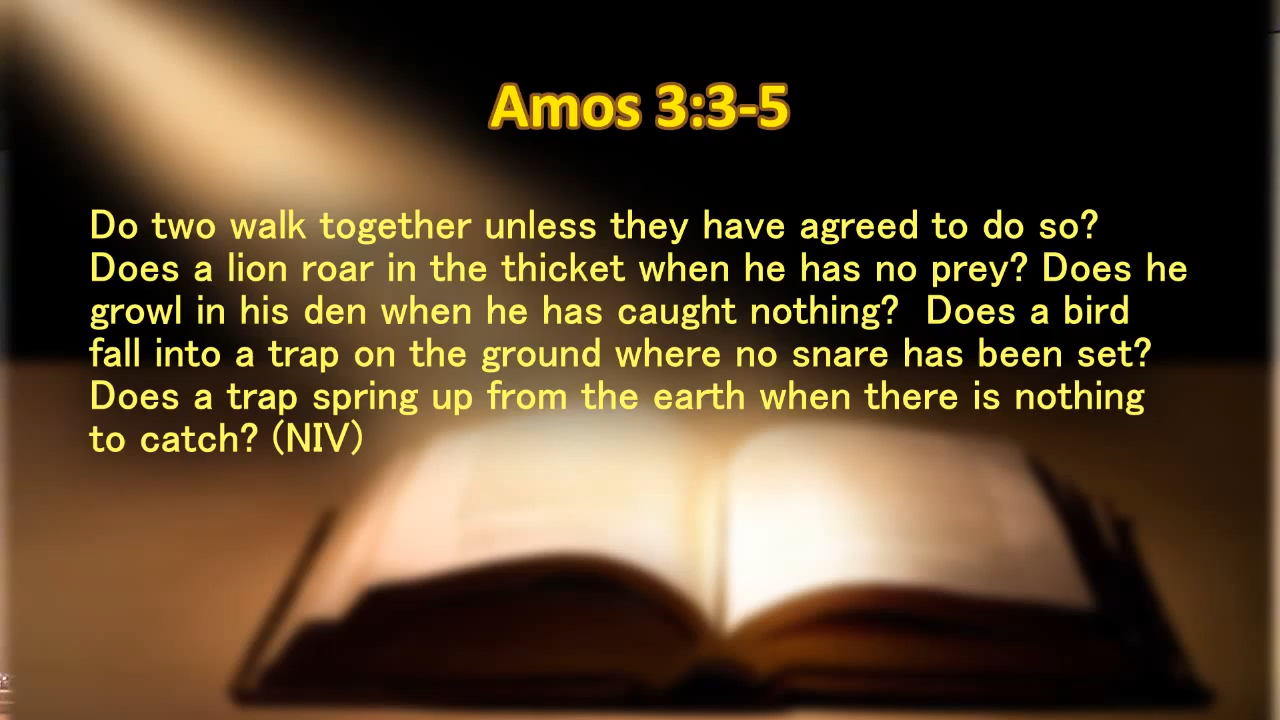 Amos 3:3-5
Do two walk together unless they have agreed to do so?
Does a lion roar in the thicket when he has no prey? Does he
growl in his den when he has caught nothing?  Does a bird
fall into a trap on the ground where no snare has been set?
Does a trap spring up from the earth when there is nothing
to catch? (NIV)